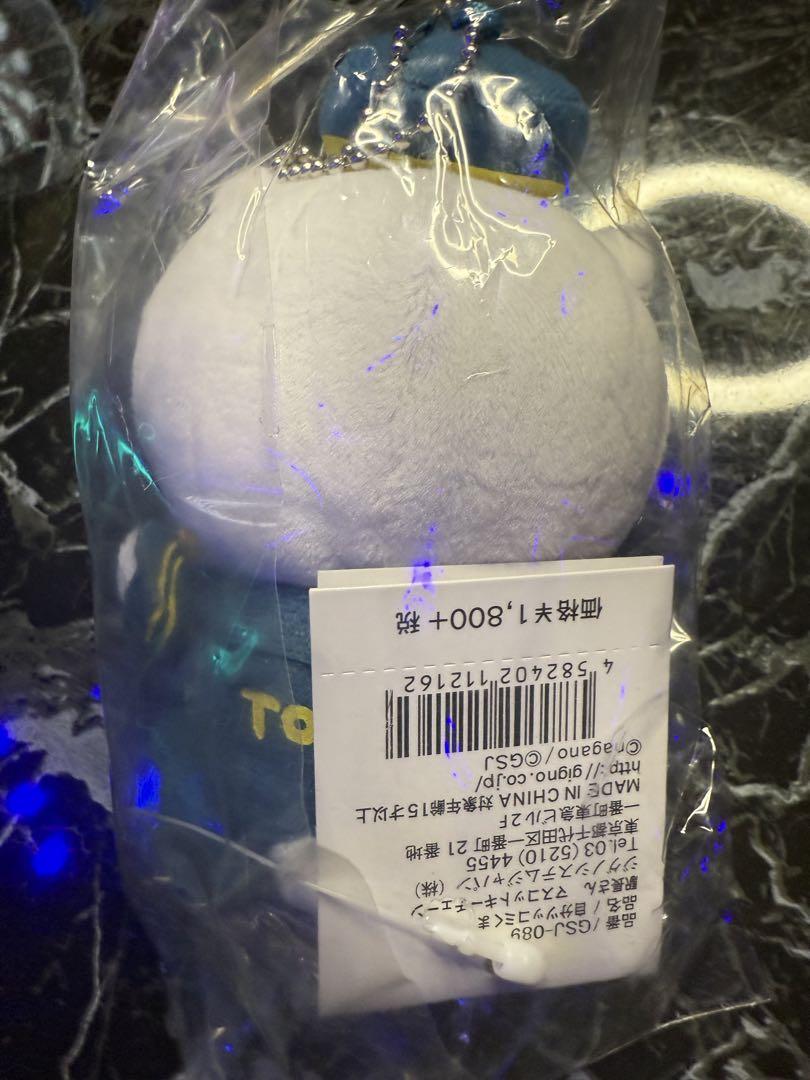 品番/GSJ-089
品名/自分ツッコミくま
駅長さん マスコットキーチェーン
ジグノシステムジャパン(株)
Tel.03(5210)4455
東京都千代田区一番町21番地
一番町東急ビル2F
MADE IN CHINA 対象年齢15才以上
http://gigno.co.jp/
©nagano/©GSJ
4 582402 112162
価格¥1,800+税
TO